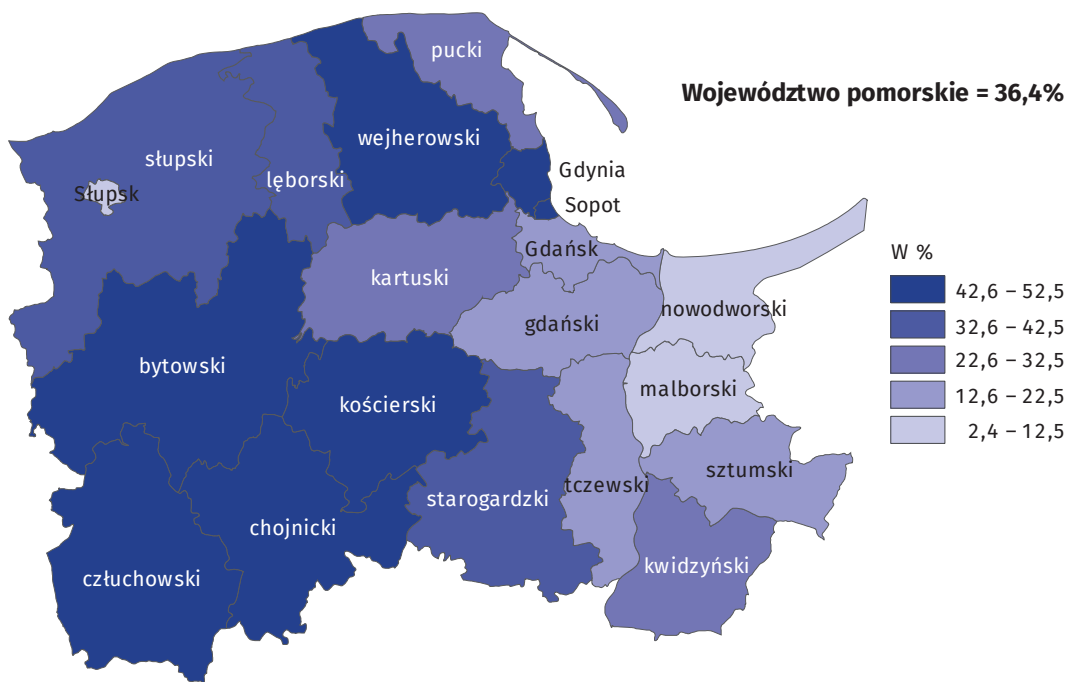 pucki
Województwo pomorskie = 36,4%
wejherowski
słupski
Gdynia
lęborski
Słupsk
Sopot
Gdańsk
W %
kartuski
42,6 – 52,5
nowodworski
gdański
32,6 – 42,5
22,6 – 32,5
bytowski
malborski
12,6 – 22,5
kościerski
2,4 – 12,5
sztumski
tczewski
starogardzki
chojnicki
kwidzyński
człuchowski